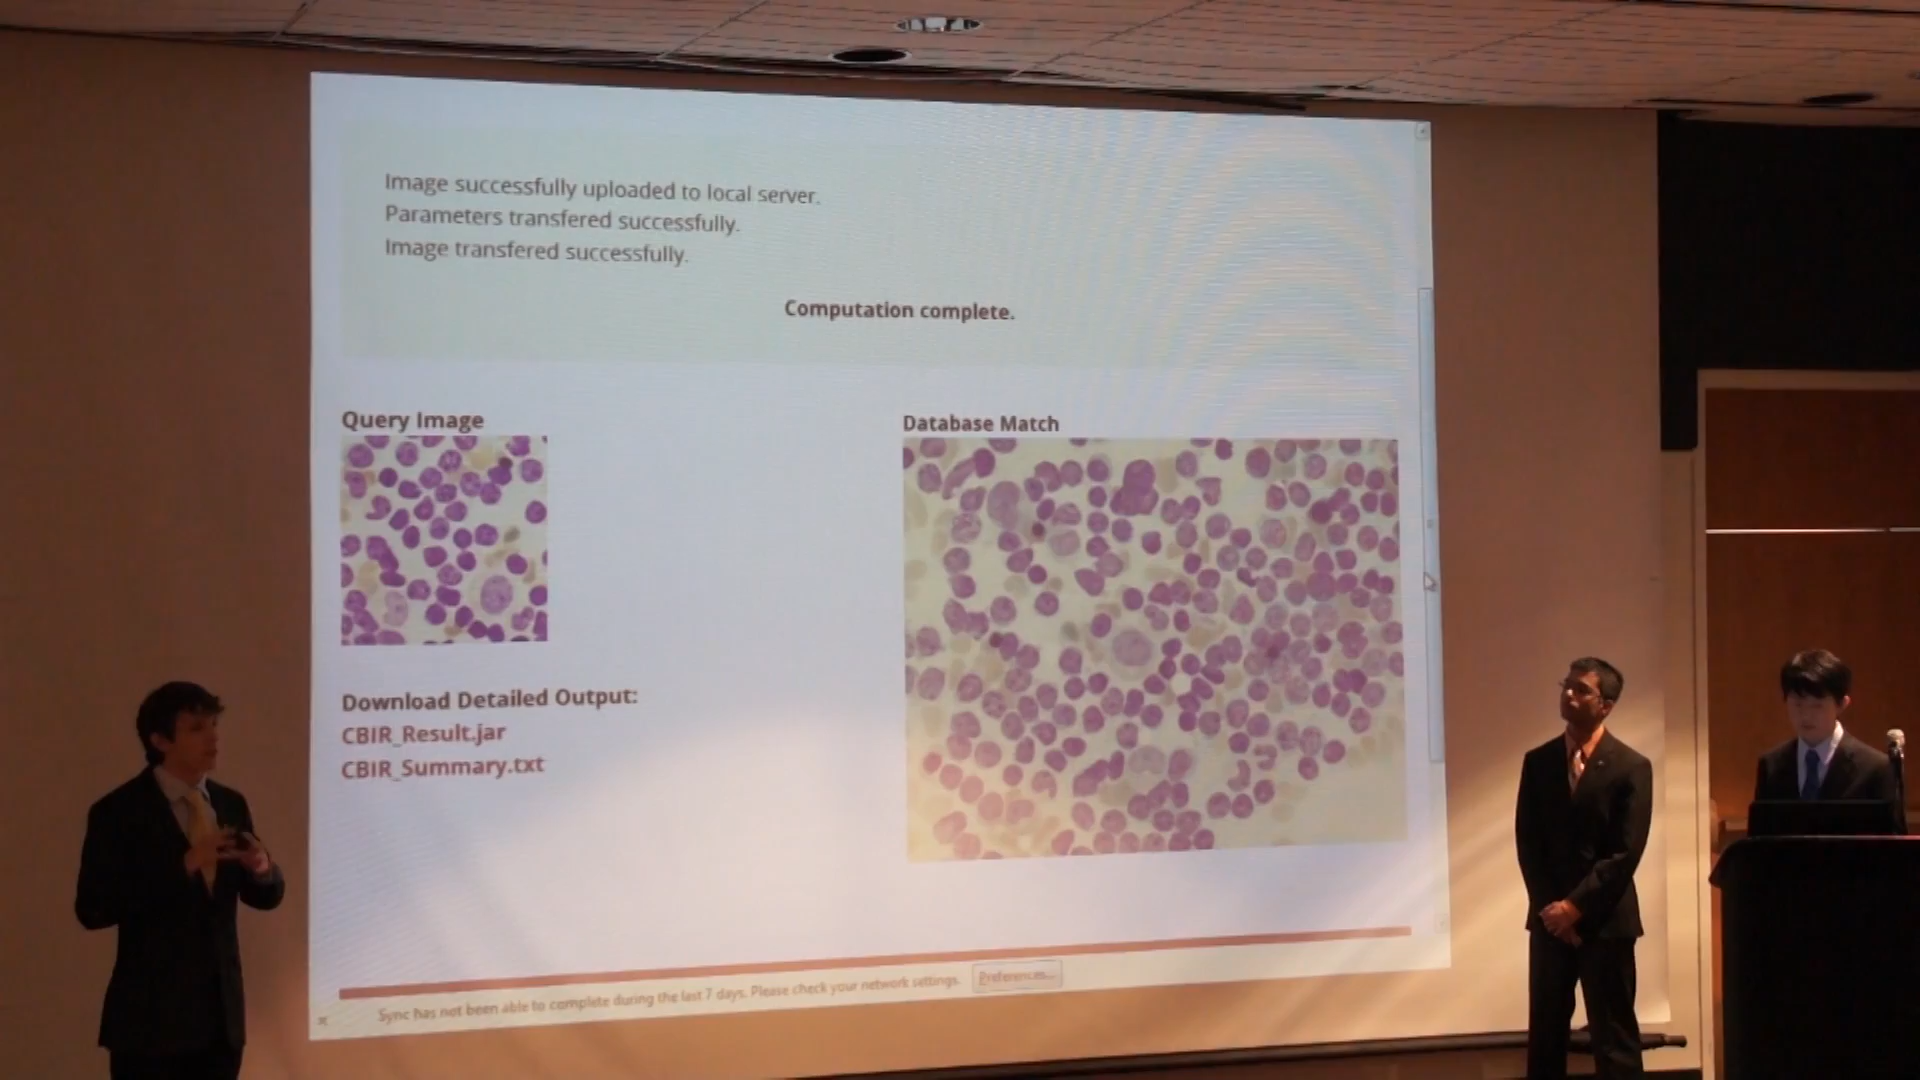 Image successfully uploaded to local server.
Parameters transfered successfully.
Image transfered successfully.
Computation complete.
Query Image
Database Match
Download Detailed Output:
CBIR_Result.jar
CBIR_Summary.txt
Sync has not been able to complete during the last 7 days. Please check your network settings.
Preferences...